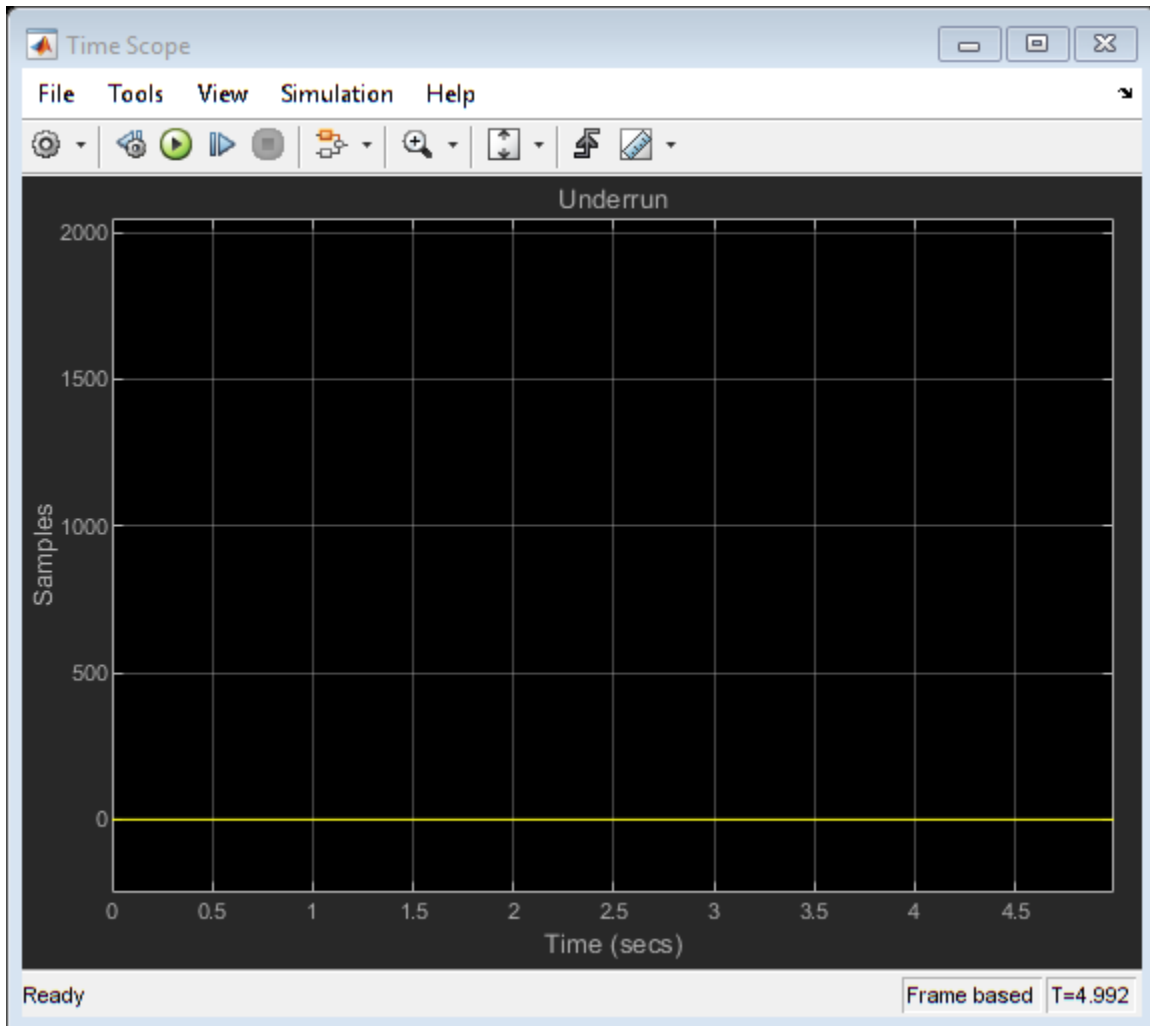 Time Scope
File Tools View Simulation Help
Underrun
2000
1500
1000
500
0
Samples
0 0.5 1 1.5 2 2.5 3 3.5 4 4.5
Time (secs)
Ready Frame based T=4.992